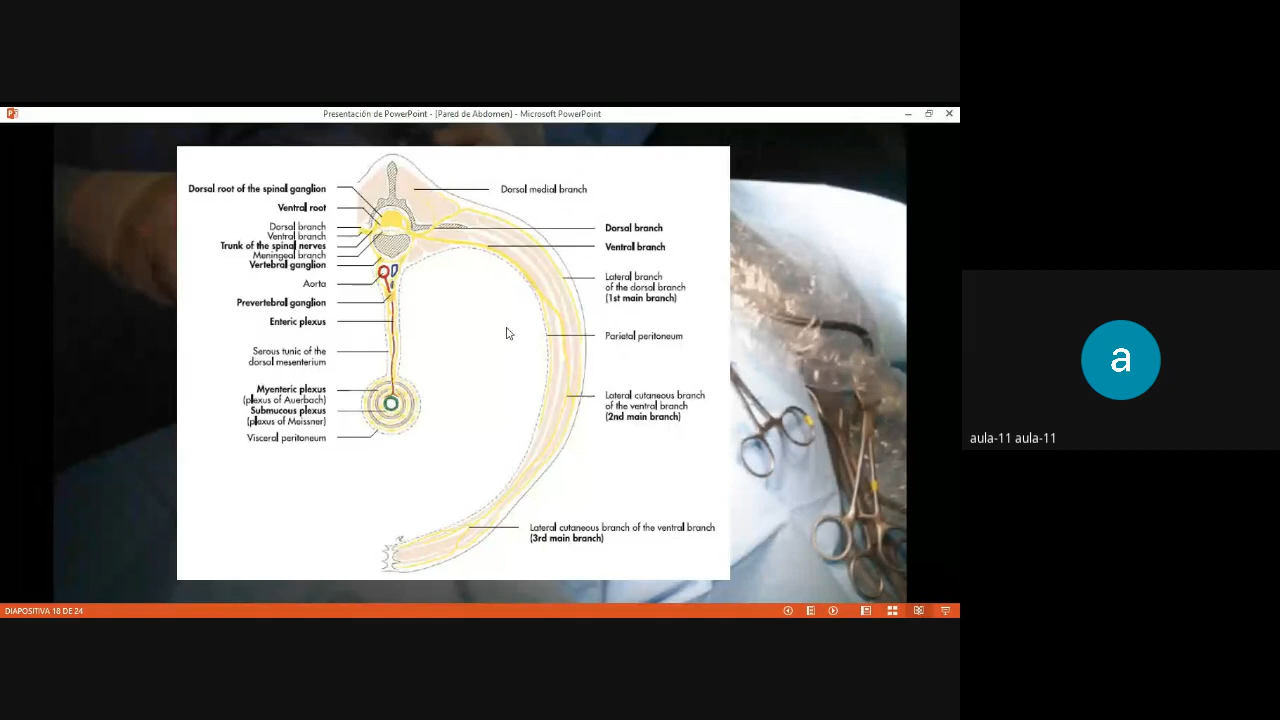 Presentación de PowerPoint - [Pared de Abdomen] - Microsoft PowerPoint
Dorsal root of the spinal ganglion
Ventral root
Dorsal branch
Ventral branch
Trunk of the spinal nerves
Meningeal branch
Vertebral ganglion
Aorta
Prevertebral ganglion
Enteric plexus
Serous tunic of the
dorsal mesenterium
Myenteric plexus
(plexus of Auerbach)
Submucous plexus
(plexus of Meissner)
Visceral peritoneum
Dorsal medial branch
Dorsal branch
Ventral branch
Lateral branch
of the dorsal branch
(1st main branch)
Parietal peritoneum
Lateral cutaneous branch
of the ventral branch
(2nd main branch)
Lateral cutaneous branch of the ventral branch
(3rd main branch)
a
aula-11 aula-11
DIAPOSITIVA 18 DE 24